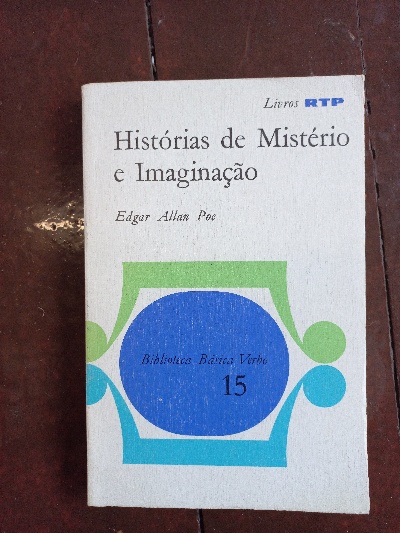 Livros RTP
Histórias de Mistério
e Imaginação
Edgar Allan Poe
Biblioteca Básica Verbo
15